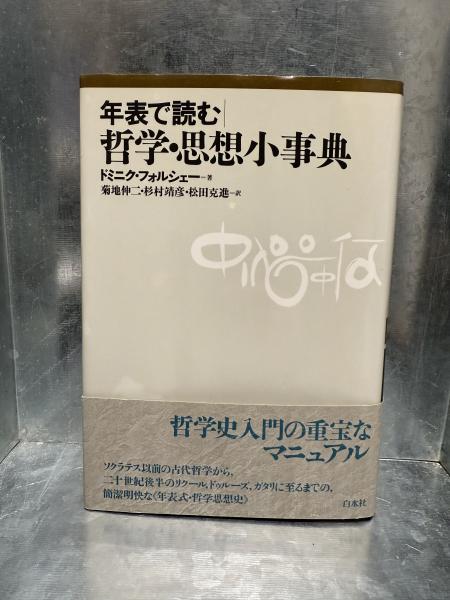 年表で読む
哲学・思想小事典
ドミニク・フォルシェー=著
菊地伸二・杉村靖彦・松田克進=訳
哲学史入門の重宝な
マニュアル
ソクラテス以前の古代哲学から、
二十世紀後半のリクール、ドゥルーズ、ガタリに至るまでの、
簡潔明快な《年表式・哲学思想史》
白水社